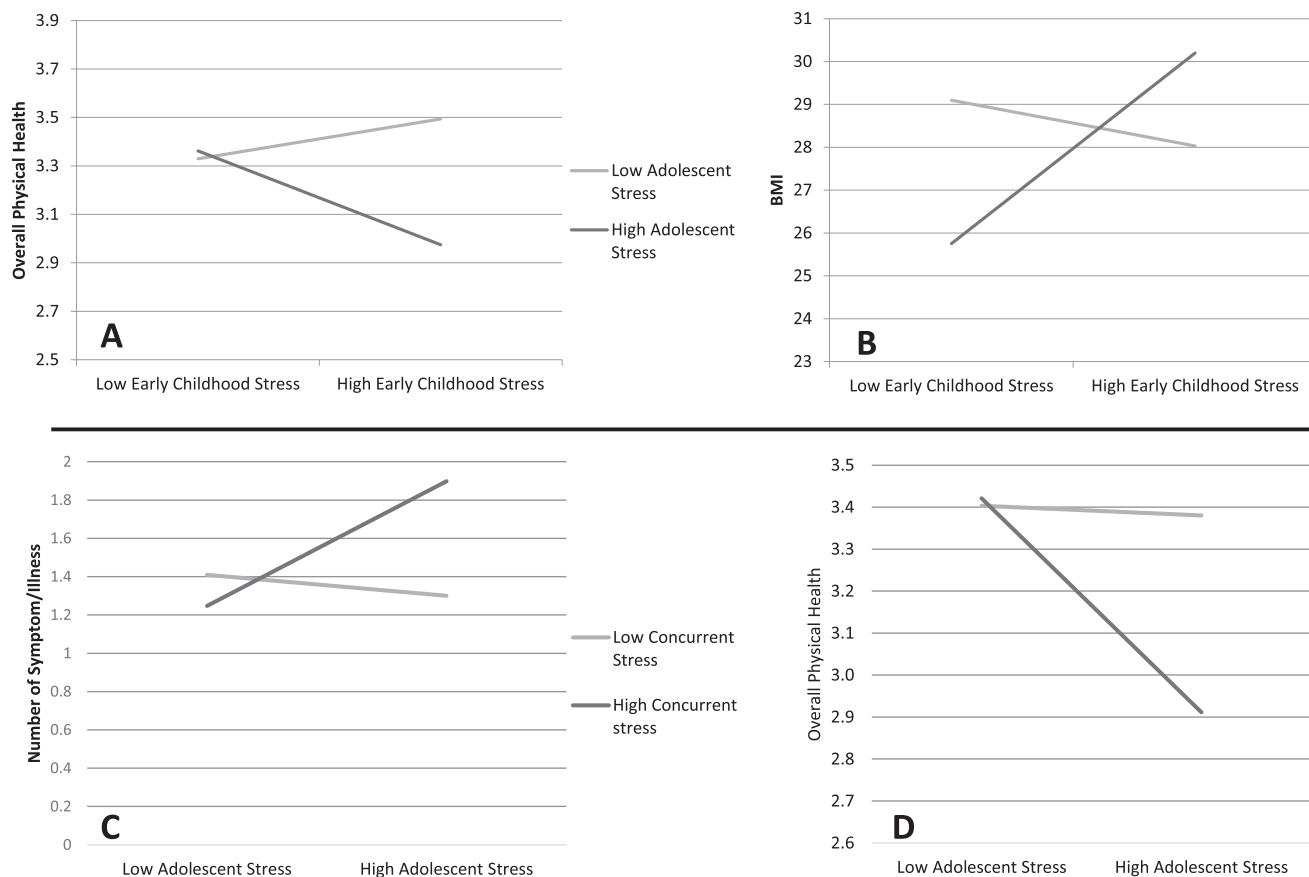 3.9
3.7
3.5
3.3
3.1
2.9
2.7
2.5
Overall Physical Health
A
Low Early Childhood Stress
High Early Childhood Stress
Low Adolescent
Stress
High Adolescent
Stress
31
30
29
28
27
26
25
24
23
BMI
B
Low Early Childhood Stress
High Early Childhood Stress
2
1.8
1.6
1.4
1.2
1
0.8
0.6
0.4
0.2
0
Number of Symptom/Illness
C
Low Adolescent Stress
High Adolescent Stress
Low Concurrent
Stress
High Concurrent
stress
3.5
3.4
3.3
3.2
3.1
3.0
2.9
2.8
2.7
2.6
Overall Physical Health
D
Low Adolescent Stress
High Adolescent Stress